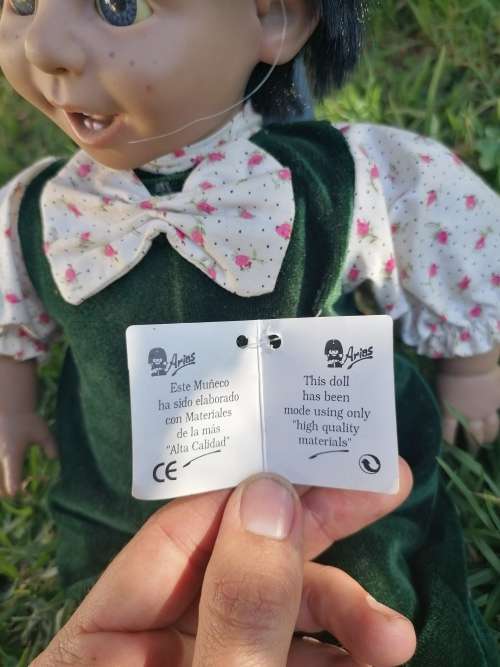 Arias
Este Muñeco
ha sido elaborado
con Materiales
de la más
"Alta Calidad"
CE
Arias
This doll
has been
mode using only
"high quality
materials"